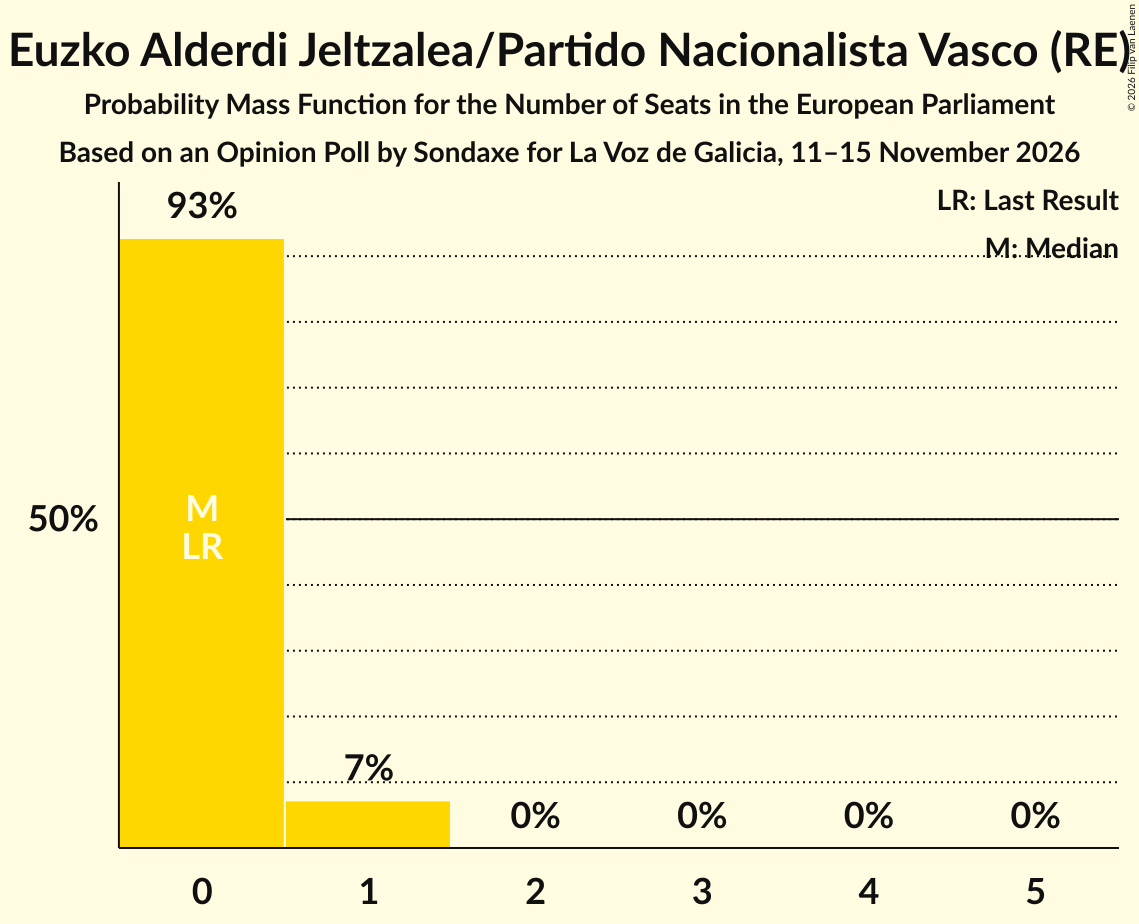 Euzko Alderdi Jeltzalea/Partido Nacionalista Vasco (RE)
© 2026 Filip van Laenen
Probability Mass Function for the Number of Seats in the European Parliament
Based on an Opinion Poll by Sondaxe for La Voz de Galicia, 11–15 November 2026
LR: Last Result
M: Median
93%
50%
M
LR
7%
0%
0%
0%
0%
0
1
2
3
4
5